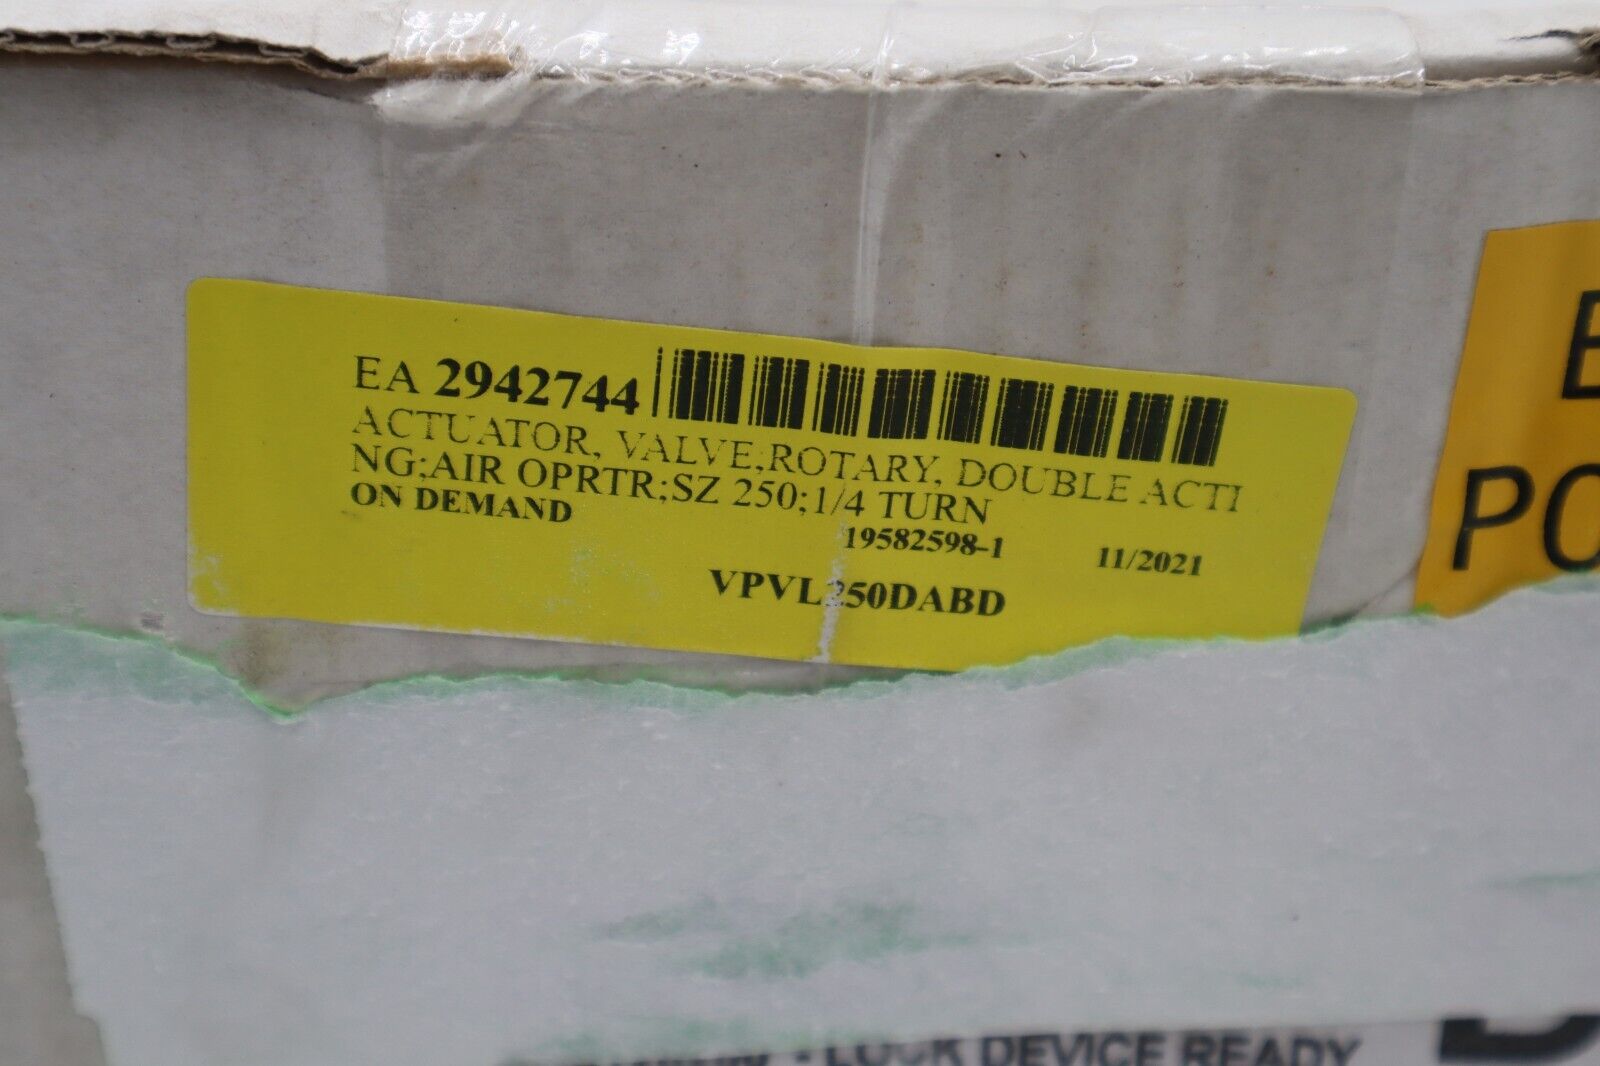 EA 2942744
ACTUATOR, VALVE;ROTARY, DOUBLE ACTI
NG;AIR OPRTR;SZ 250;1/4 TURN
ON DEMAND
19582598-1 11/2021
VPVL250DABD
PO
- LOCK DEVICE READY